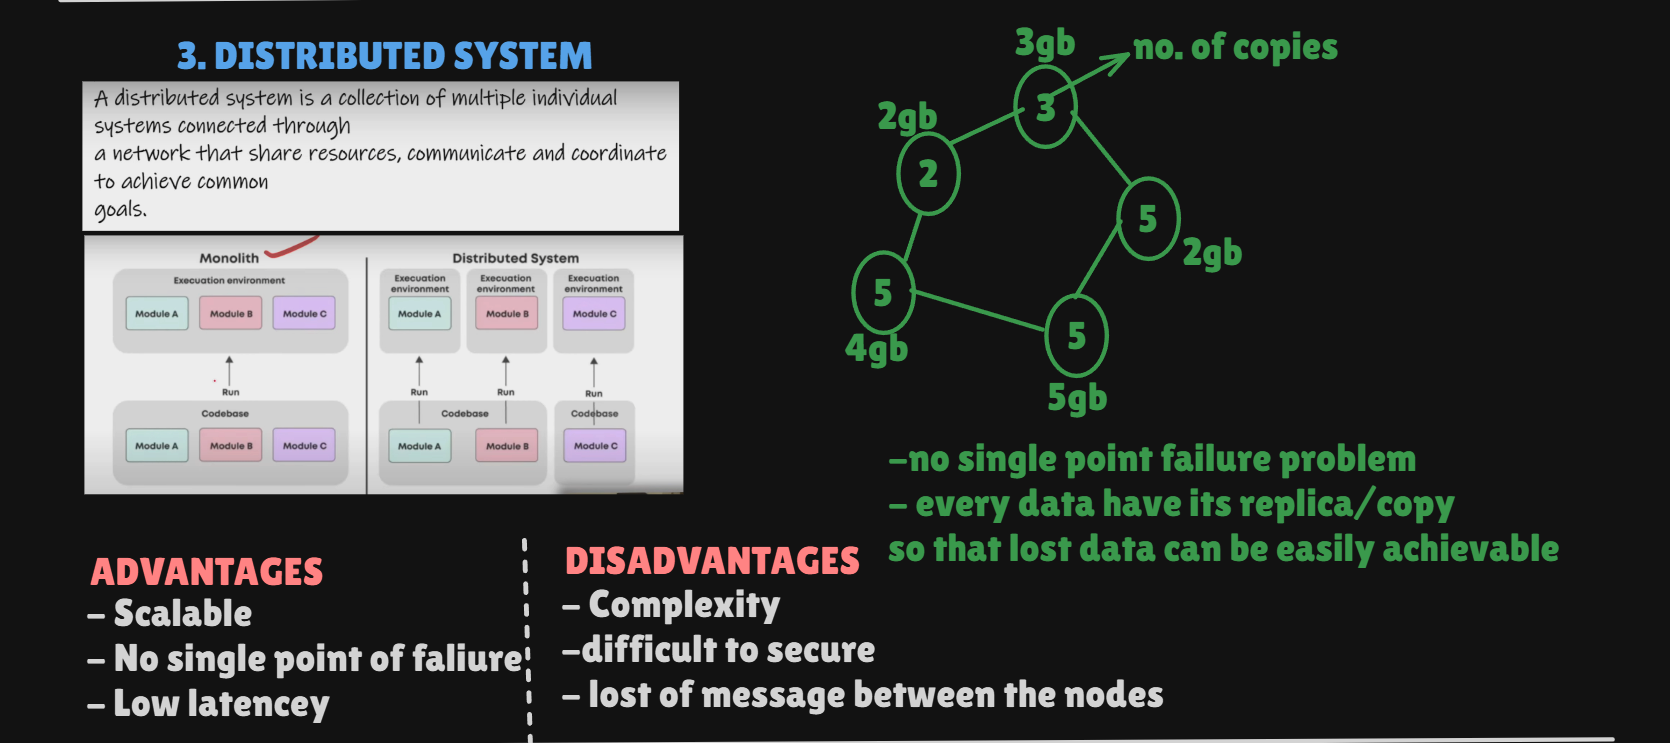 3. DISTRIBUTED SYSTEM
A distributed system is a collection of multiple individual
systems connected through
a network that share resources, communicate and coordinate
to achieve common
goals.
Monolith
Execuation environment
Module A Module B Module C
Run
Codebase
Module A Module B Module C
Distributed System
Execuation environment
Execuation environment
Execuation environment
Module A Module B Module C
Run Run Run
Codebase Codebase
Module A Module B Module C
3gb
no. of copies
3
2gb
2
5
2gb
5
4gb
5
5gb
-no single point failure problem
- every data have its replica/copy
so that lost data can be easily achievable
ADVANTAGES
- Scalable
- No single point of faliure
- Low latencey
DISADVANTAGES
- Complexity
-difficult to secure
- lost of message between the nodes